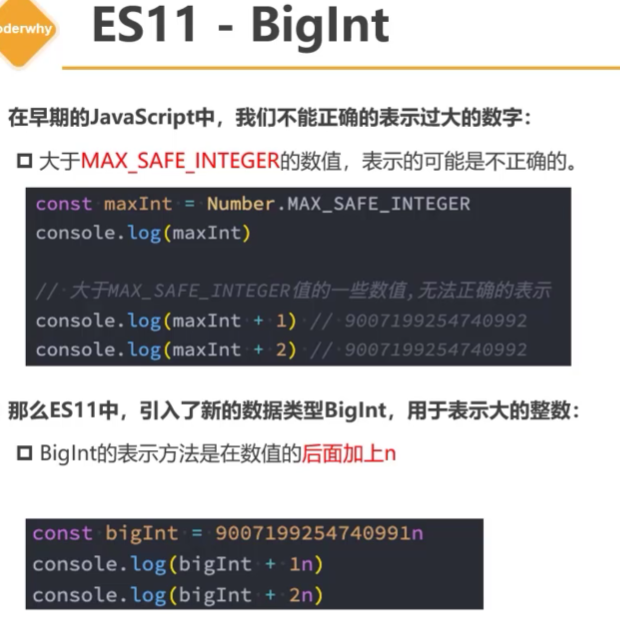 oderwhy
ES11 - BigInt
在早期的JavaScript中，我们不能正确的表示过大的数字：
大于MAX_SAFE_INTEGER的数值，表示的可能是不正确的。
const maxInt = Number.MAX_SAFE_INTEGER
console.log(maxInt)
// 大于MAX_SAFE_INTEGER值的一些数值,无法正确的表示
console.log(maxInt + 1) // 9007199254740992
console.log(maxInt + 2) // 9007199254740992
那么ES11中，引入了新的数据类型BigInt，用于表示大的整数：
BigInt的表示方法是在数值的后面加上n
const bigInt = 9007199254740991n
console.log(bigInt + 1n)
console.log(bigInt + 2n)